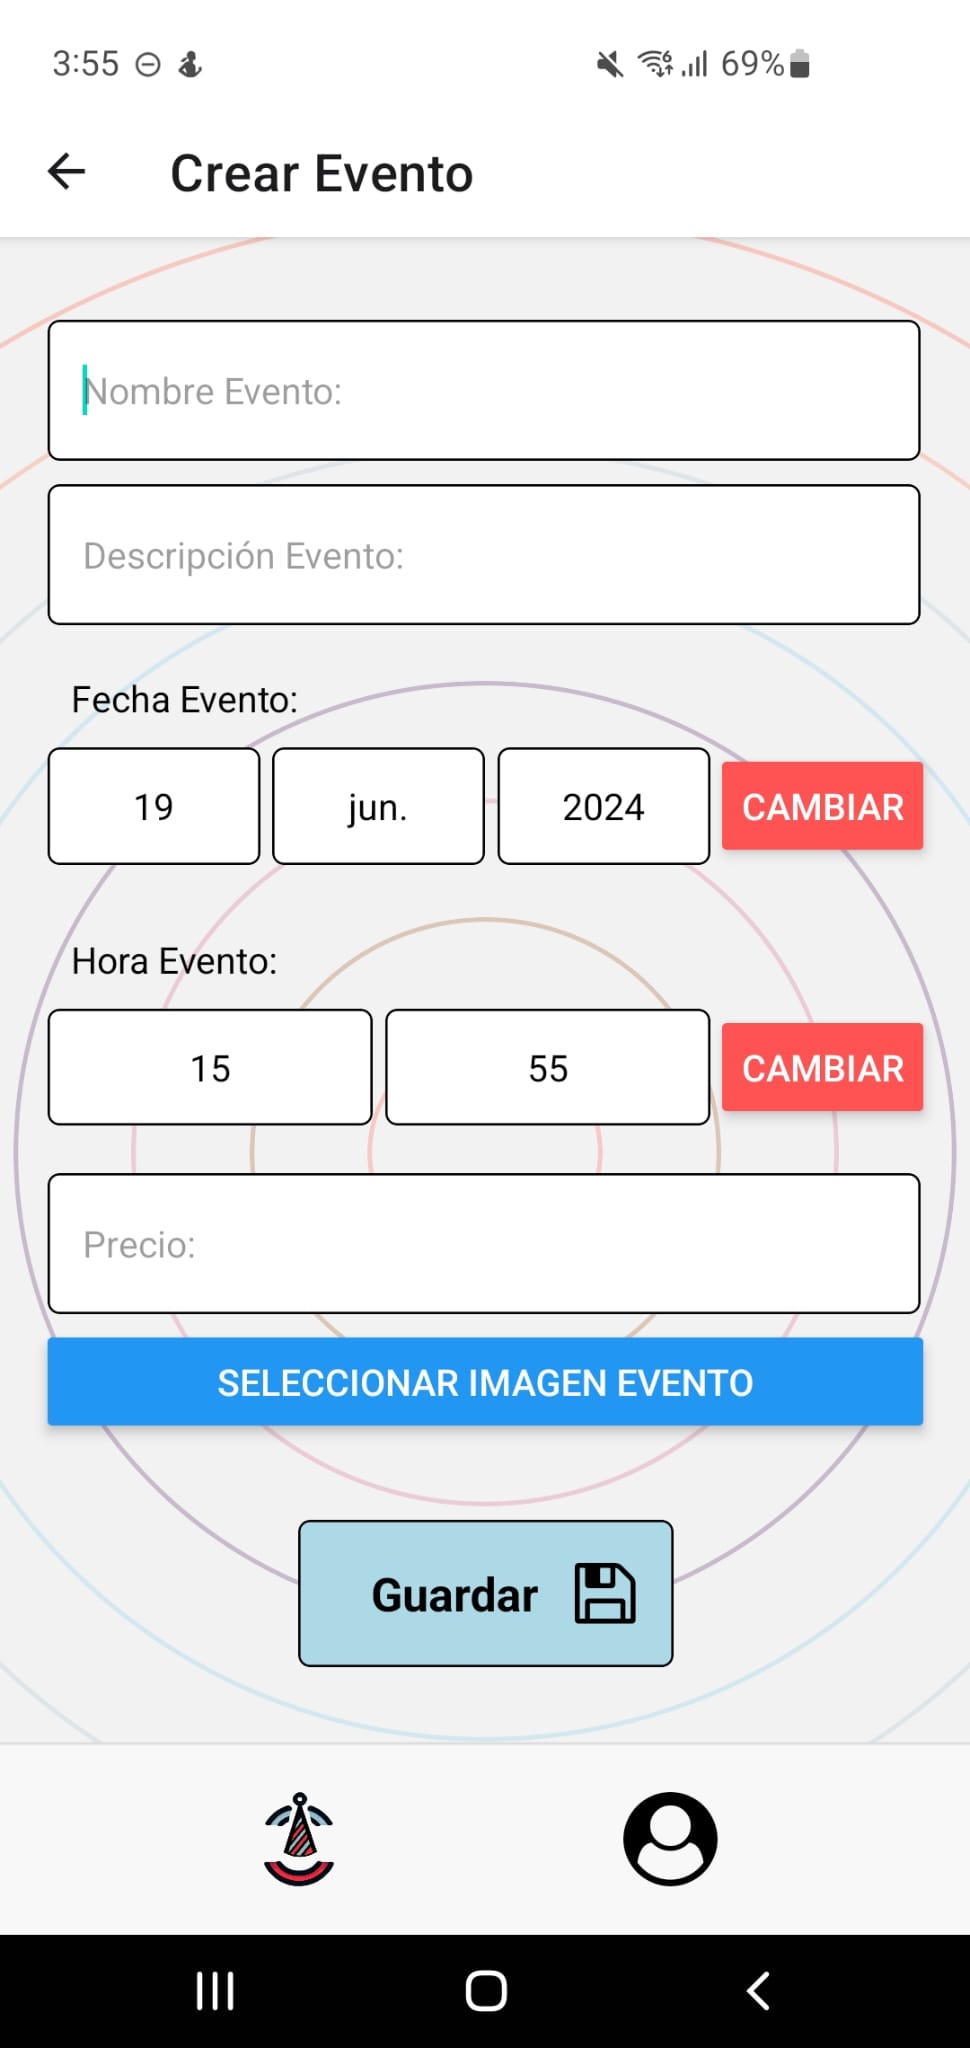 3:55 69%
Crear Evento
Nombre Evento:
Descripción Evento:
Fecha Evento:
19 jun. 2024 CAMBIAR
Hora Evento:
15 55 CAMBIAR
Precio:
SELECCIONAR IMAGEN EVENTO
Guardar